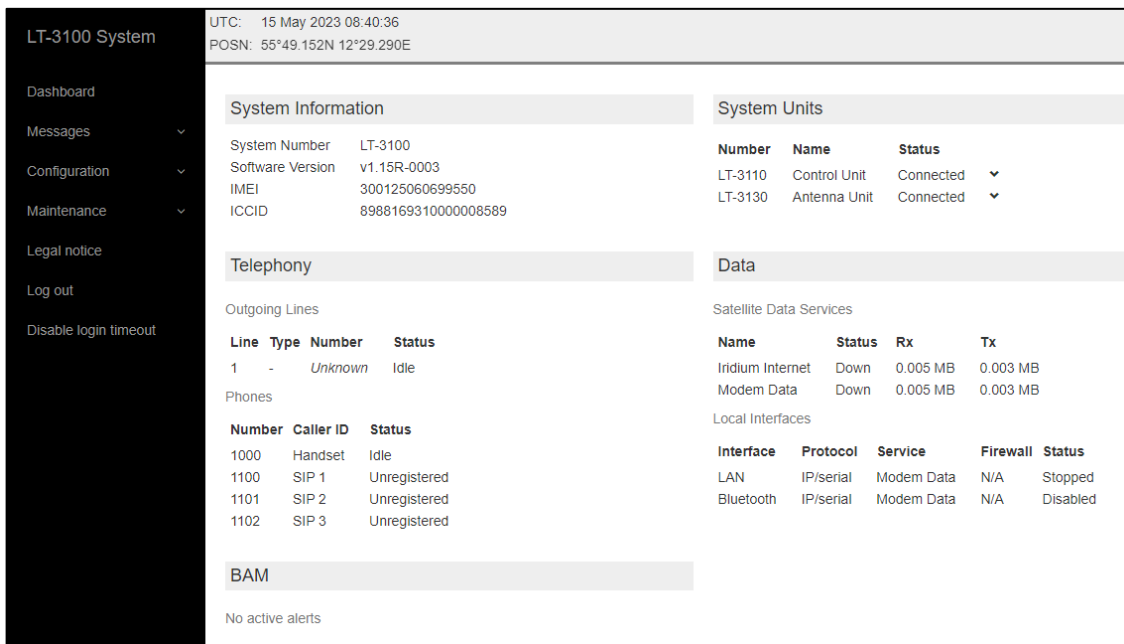 LT-3100 System
Dashboard
Messages
Configuration
Maintenance
Legal notice
Log out
Disable login timeout
UTC: 15 May 2023 08:40:36
POSN: 55°49.152N 12°29.290E
System Information
System Number LT-3100
Software Version v1.15R-0003
IMEI 300125060699550
ICCID 8988169310000008589
System Units
Number Name Status
LT-3110 Control Unit Connected
LT-3130 Antenna Unit Connected
Telephony
Outgoing Lines
Line Type Number Status
1 - Unknown Idle
Phones
Number Caller ID Status
1000 Handset Idle
1100 SIP 1 Unregistered
1101 SIP 2 Unregistered
1102 SIP 3 Unregistered
Data
Satellite Data Services
Name Status Rx Tx
Iridium Internet Down 0.005 MB 0.003 MB
Modem Data Down 0.005 MB 0.003 MB
Local Interfaces
Interface Protocol Service Firewall Status
LAN IP/serial Modem Data N/A Stopped
Bluetooth IP/serial Modem Data N/A Disabled
BAM
No active alerts